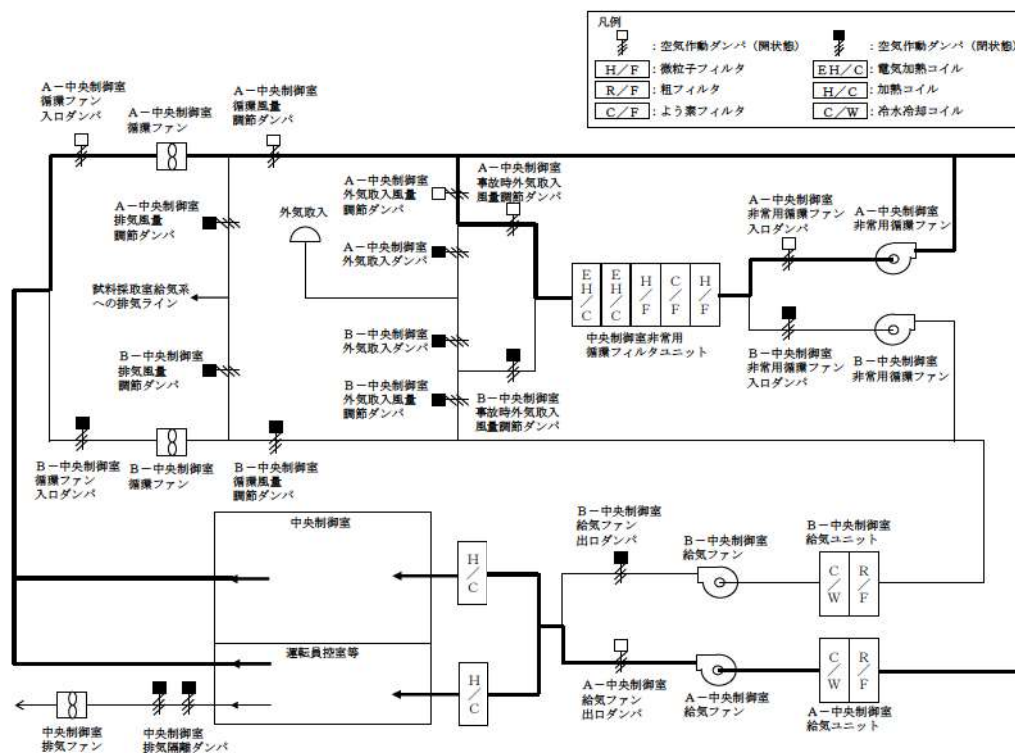 凡例
：空気作動ダンパ（開状態）
：空気作動ダンパ（閉状態）
H／F：微粒子フィルタ
EH／C：電気加熱コイル
R／F：粗フィルタ
H／C：加熱コイル
C／F：よう素フィルタ
C／W：冷水冷却コイル
A－中央制御室
循環ファン
入口ダンパ
A－中央制御室
循環ファン
A－中央制御室
循環風量
調節ダンパ
A－中央制御室
排気風量
調節ダンパ
外気取入
A－中央制御室
外気取入風量
調節ダンパ
A－中央制御室
事故時外気取入
風量調節ダンパ
A－中央制御室
外気取入ダンパ
A－中央制御室
非常用循環ファン
入口ダンパ
A－中央制御室
非常用循環ファン
試料採取室給気系
への排気ライン
EH／C
EH／C
H／F
C／F
H／F
中央制御室非常用
循環フィルタユニット
B－中央制御室
排気風量
調節ダンパ
B－中央制御室
外気取入ダンパ
B－中央制御室
外気取入風量
調節ダンパ
B－中央制御室
事故時外気取入
風量調節ダンパ
B－中央制御室
非常用循環ファン
入口ダンパ
B－中央制御室
非常用循環ファン
B－中央制御室
循環ファン
入口ダンパ
B－中央制御室
循環ファン
B－中央制御室
循環風量
調節ダンパ
中央制御室
H／C
B－中央制御室
給気ファン
出口ダンパ
B－中央制御室
給気ファン
B－中央制御室
給気ユニット
C／W
R／F
運転員控室等
H／C
A－中央制御室
給気ファン
出口ダンパ
A－中央制御室
給気ファン
C／W
R／F
A－中央制御室
給気ユニット
中央制御室
排気ファン
中央制御室
排気隔離ダンパ